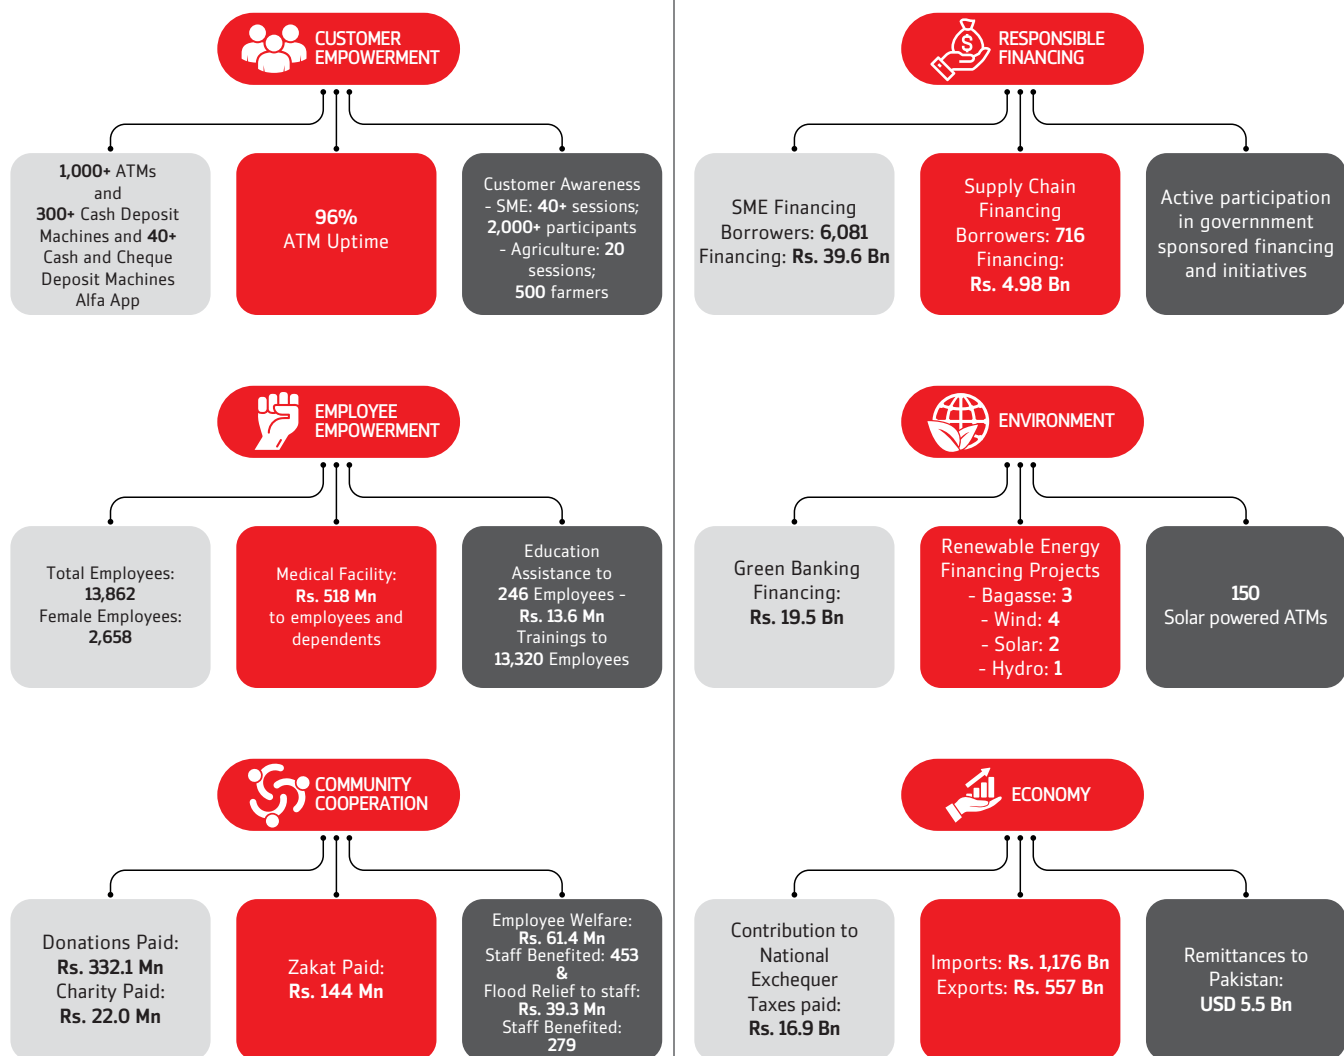 CUSTOMER
EMPOWERMENT
1,000+ ATMs
and
300+ Cash Deposit
Machines and 40+
Cash and Cheque
Deposit Machines
Alfa App
96%
ATM Uptime
Customer Awareness
- SME: 40+ sessions;
2,000+ participants
- Agriculture: 20
sessions;
500 farmers
RESPONSIBLE
FINANCING
SME Financing
Borrowers: 6,081
Financing: Rs. 39.6 Bn
Supply Chain
Financing
Borrowers: 716
Financing:
Rs. 4.98 Bn
Active participation
in governnment
sponsored financing
and initiatives
EMPLOYEE
EMPOWERMENT
Total Employees:
13,862
Female Employees:
2,658
Medical Facility:
Rs. 518 Mn
to employees and
dependents
Education
Assistance to
246 Employees -
Rs. 13.6 Mn
Trainings to
13,320 Employees
ENVIRONMENT
Green Banking
Financing:
Rs. 19.5 Bn
Renewable Energy
Financing Projects
- Bagasse: 3
- Wind: 4
- Solar: 2
- Hydro: 1
150
Solar powered ATMs
COMMUNITY
COOPERATION
Donations Paid:
Rs. 332.1 Mn
Charity Paid:
Rs. 22.0 Mn
Zakat Paid:
Rs. 144 Mn
Employee Welfare:
Rs. 61.4 Mn
Staff Benefited: 453
&
Flood Relief to staff:
Rs. 39.3 Mn
Staff Benefited:
279
ECONOMY
Contribution to
National
Exchequer
Taxes paid:
Rs. 16.9 Bn
Imports: Rs. 1,176 Bn
Exports: Rs. 557 Bn
Remittances to
Pakistan:
USD 5.5 Bn